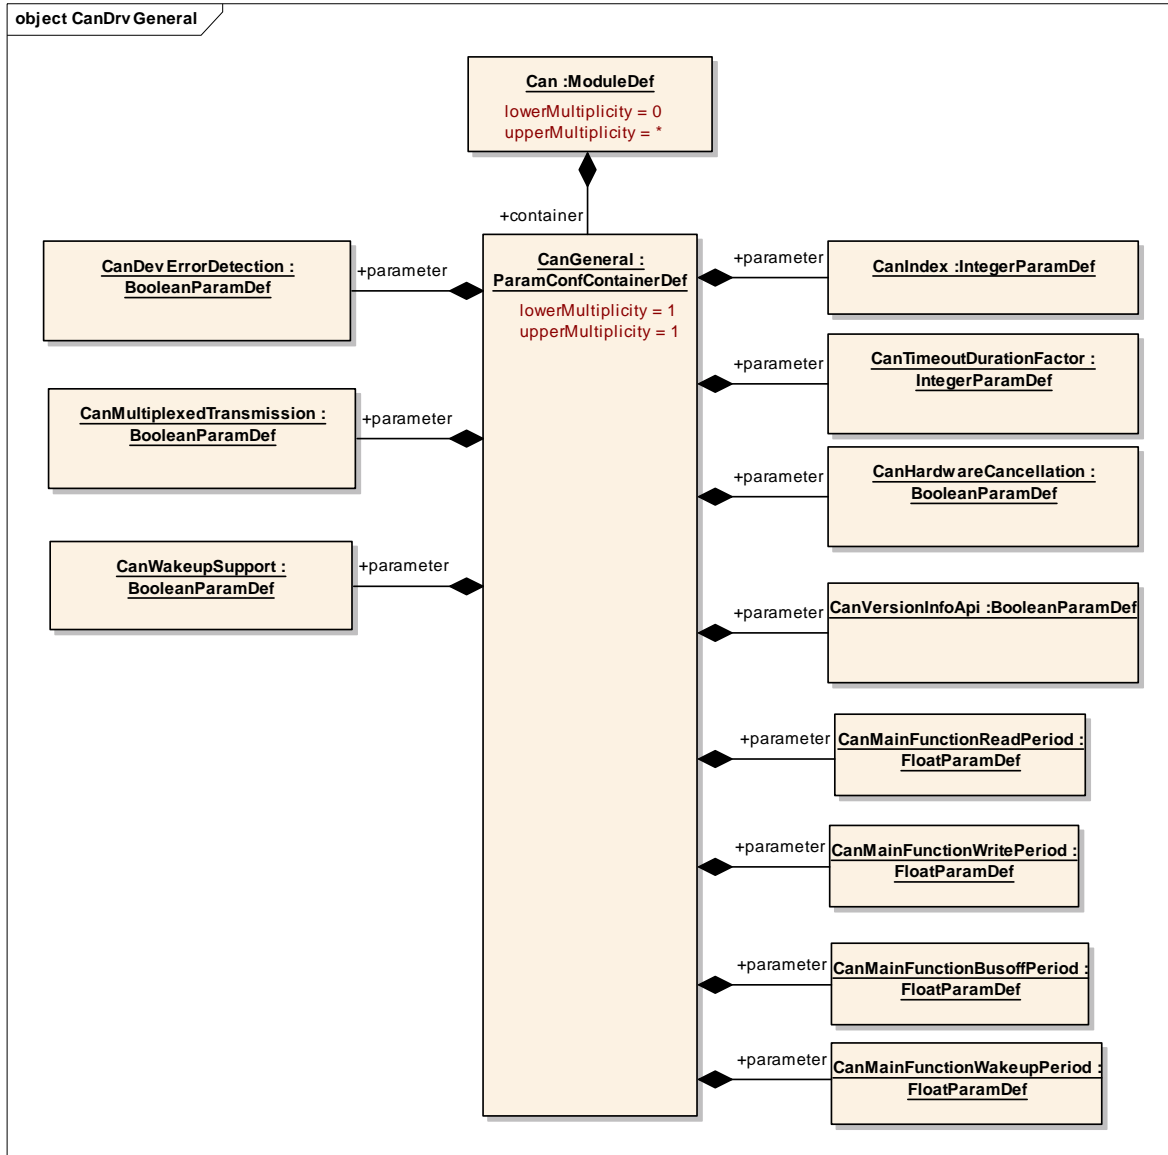 object CanDrv General
Can :ModuleDef
lowerMultiplicity = 0
upperMultiplicity = *
+container
CanGeneral :
ParamConfContainerDef
lowerMultiplicity = 1
upperMultiplicity = 1
CanDevErrorDetection :
BooleanParamDef
+parameter
CanMultiplexedTransmission :
BooleanParamDef
+parameter
CanWakeupSupport :
BooleanParamDef
+parameter
+parameter
CanIndex :IntegerParamDef
+parameter
CanTimeoutDurationFactor :
IntegerParamDef
+parameter
CanHardwareCancellation :
BooleanParamDef
+parameter
CanVersionInfoApi :BooleanParamDef
+parameter
CanMainFunctionReadPeriod :
FloatParamDef
+parameter
CanMainFunctionWritePeriod :
FloatParamDef
+parameter
CanMainFunctionBusoffPeriod :
FloatParamDef
+parameter
CanMainFunctionWakeupPeriod :
FloatParamDef